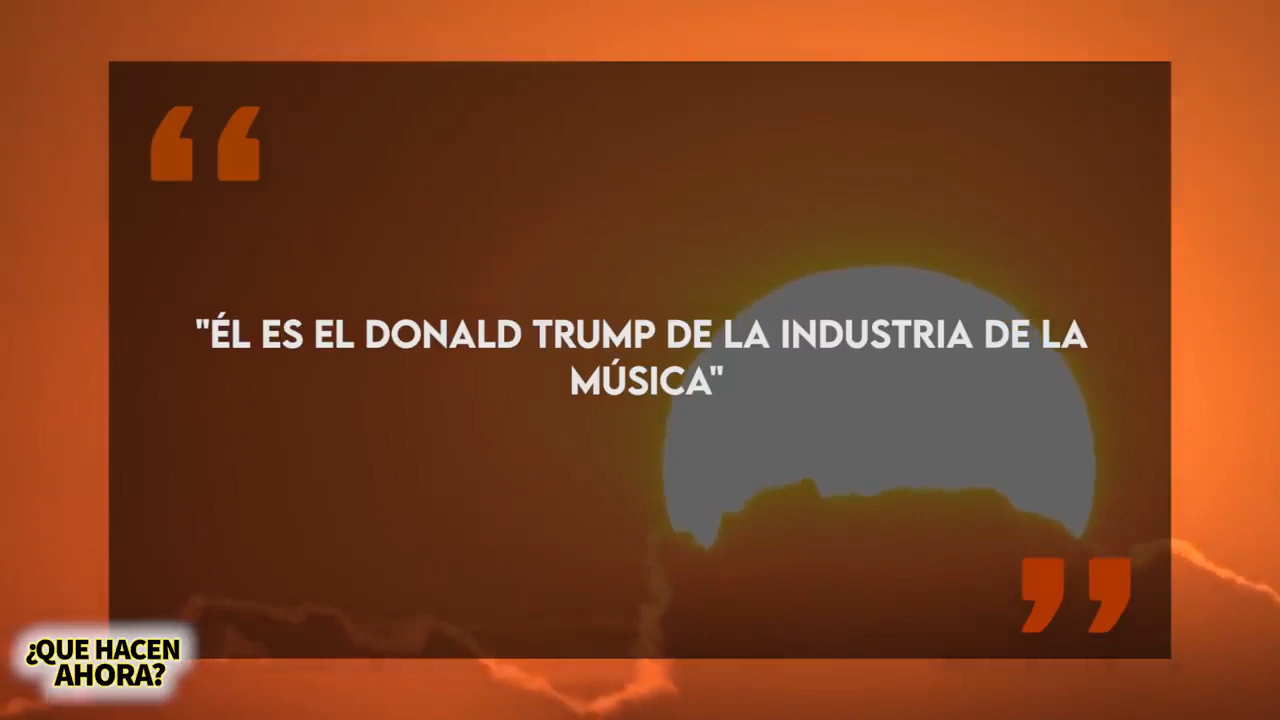 "ÉL ES EL DONALD TRUMP DE LA INDUSTRIA DE LA
MÚSICA"
¿QUE HACEN
AHORA?